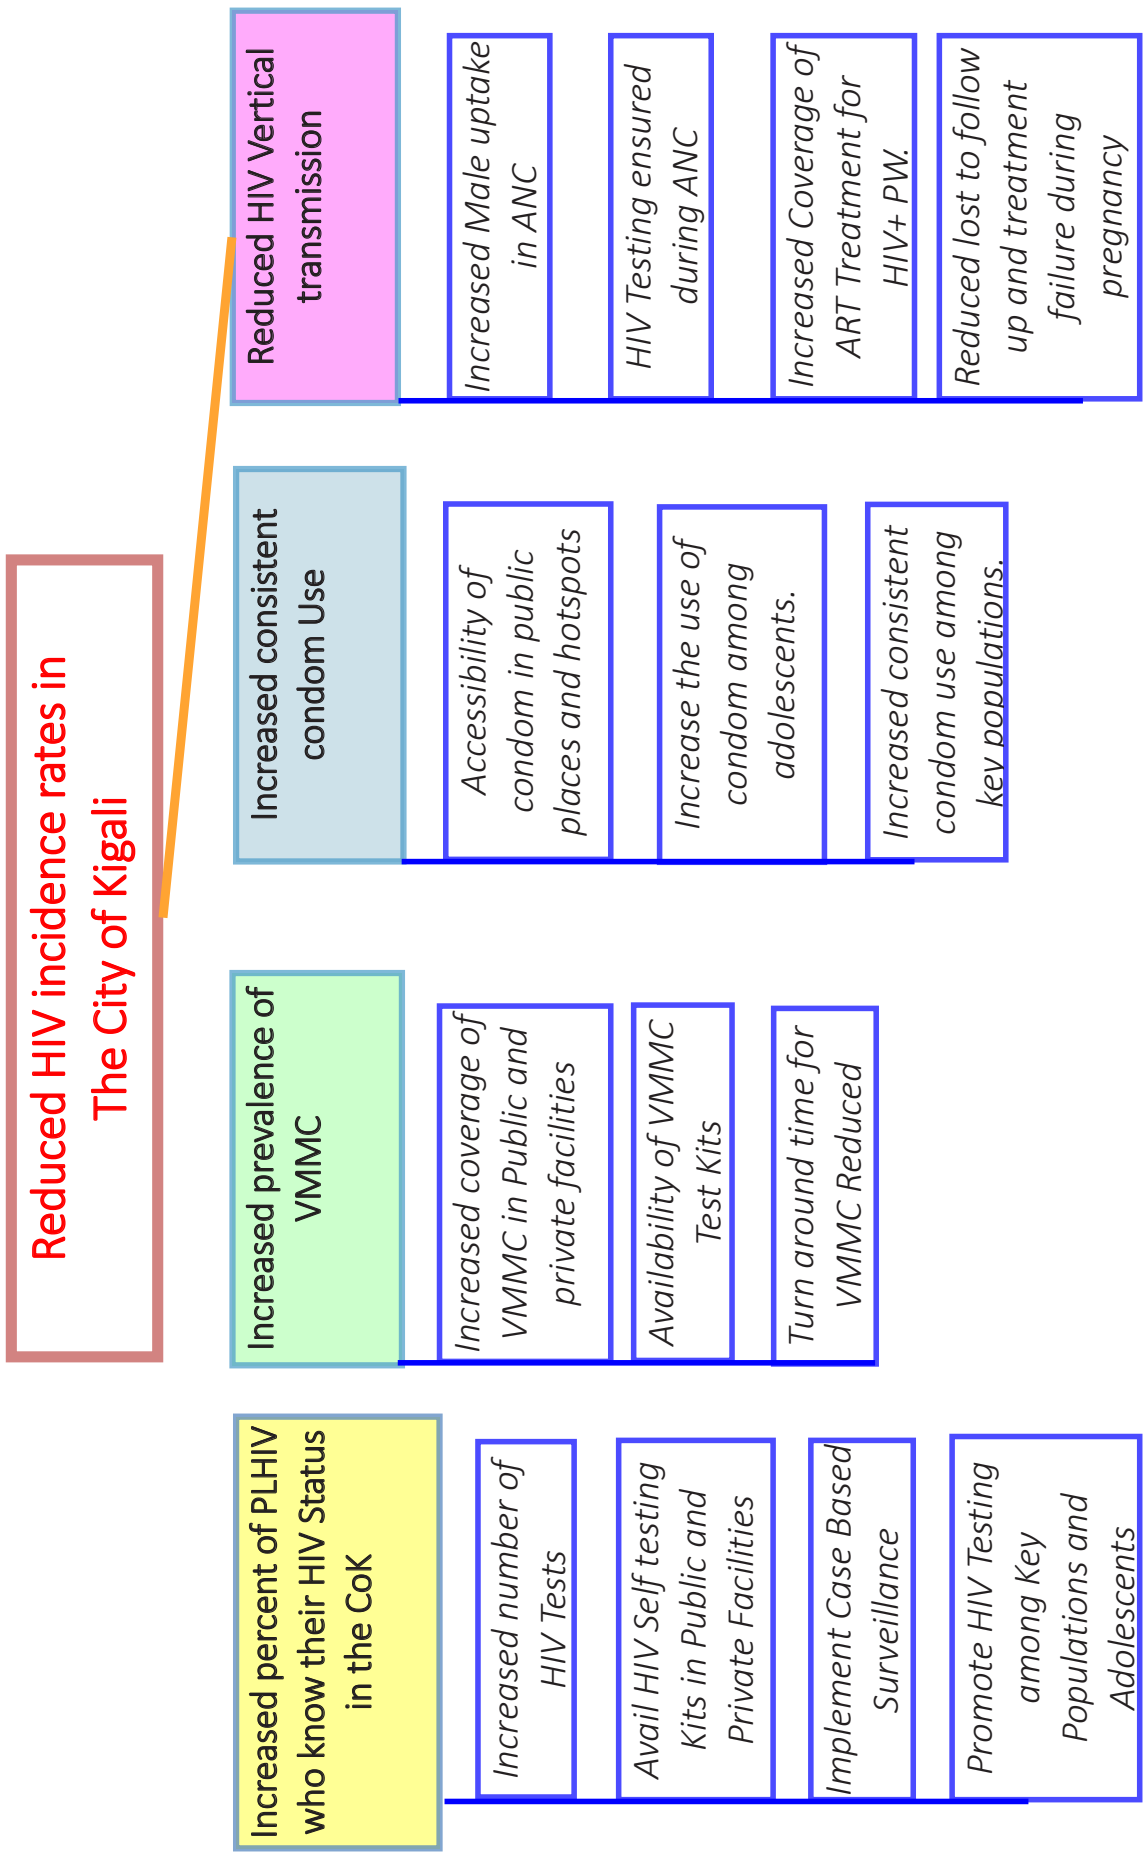 Reduced HIV incidence rates in
The City of Kigali
Increased percent of PLHIV
who know their HIV Status
in the CoK
Increased number of
HIV Tests
Avail HIV Self testing
Kits in Public and
Private Facilities
Implement Case Based
Surveillance
Promote HIV Testing
among Key
Populations and
Adolescents
Increased prevalence of
VMMC
Increased coverage of
VMMC in Public and
private facilities
Availability of VMMC
Test Kits
Turn around time for
VMMC Reduced
Increased consistent
condom Use
Accessibility of
condom in public
places and hotspots
Increase the use of
condom among
adolescents.
Increased consistent
condom use among
key populations.
Reduced HIV Vertical
transmission
Increased Male uptake
in ANC
HIV Testing ensured
during ANC
Increased Coverage of
ART Treatment for
HIV+ PW.
Reduced lost to follow
up and treatment
failure during
pregnancy